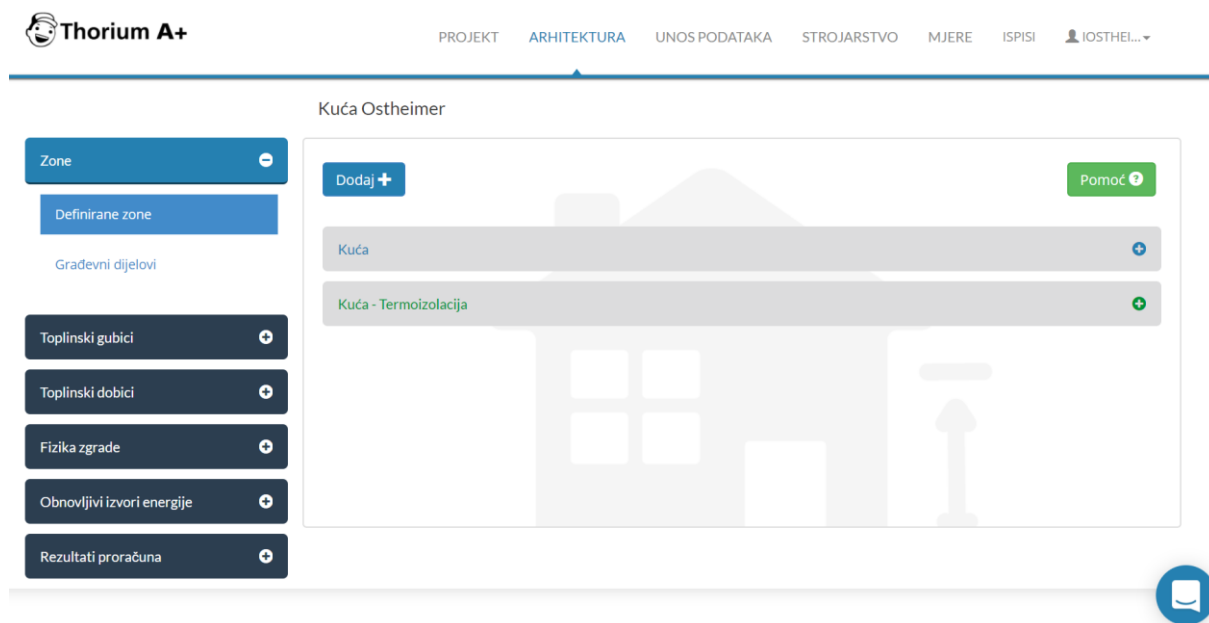 Thorium A+
PROJEKT ARHITEKTURA UNOS PODATAKA STROJARSTVO MJERE ISPISI IOSTHEI...
Kuća Ostheimer
Zone
Definirane zone
Građevni dijelovi
Toplinski gubici
Toplinski dobici
Fizika zgrade
Obnovljivi izvori energije
Rezultati proračuna
Dodaj
Pomoć
Kuća
Kuća - Termoizolacija